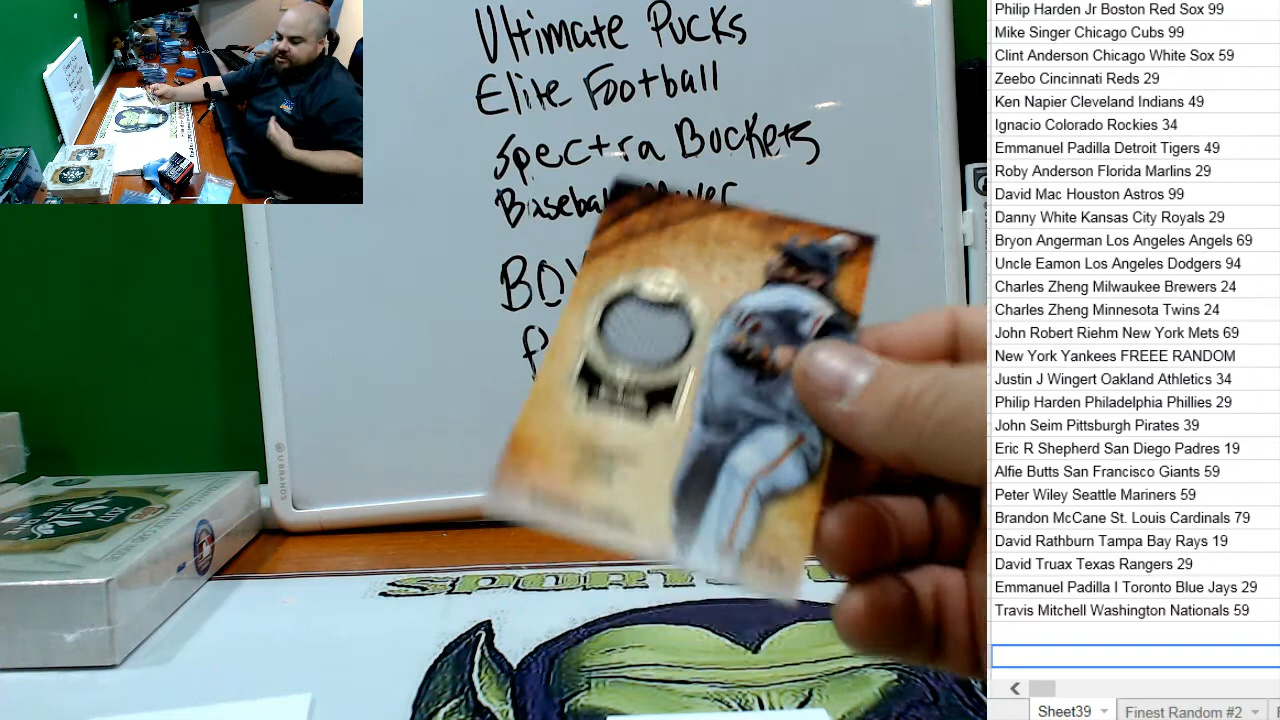 Ultimate Pucks
Elite Football
Spectra Buckets
Baseball
BO
Philip Harden Jr Boston Red Sox 99
Mike Singer Chicago Cubs 99
Clint Anderson Chicago White Sox 59
Zeebo Cincinnati Reds 29
Ken Napier Cleveland Indians 49
Ignacio Colorado Rockies 34
Emmanuel Padilla Detroit Tigers 49
Roby Anderson Florida Marlins 29
David Mac Houston Astros 99
Danny White Kansas City Royals 29
Bryon Angerman Los Angeles Angels 69
Uncle Eamon Los Angeles Dodgers 94
Charles Zheng Milwaukee Brewers 24
Charles Zheng Minnesota Twins 24
John Robert Riehm New York Mets 69
New York Yankees FREEE RANDOM
Justin J Wingert Oakland Athletics 34
Philip Harden Philadelphia Phillies 29
John Seim Pittsburgh Pirates 39
Eric R Shepherd San Diego Padres 19
Alfie Butts San Francisco Giants 59
Peter Wiley Seattle Mariners 59
Brandon McCane St. Louis Cardinals 79
David Rathburn Tampa Bay Rays 19
David Truax Texas Rangers 29
Emmanuel Padilla I Toronto Blue Jays 29
Travis Mitchell Washington Nationals 59
Sheet39
Finest Random #2
UBRANDS
SPORTS